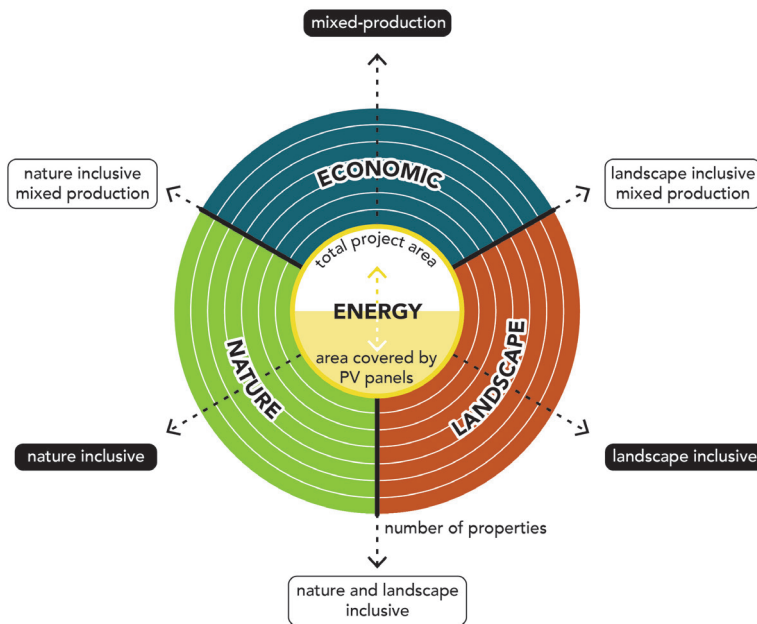 mixed-production
nature inclusive
mixed production
ECONOMIC
landscape inclusive
mixed production
total project area
ENERGY
area covered by
PV panels
NATURE
LANDSCAPE
nature inclusive
landscape inclusive
number of properties
nature and landscape
inclusive